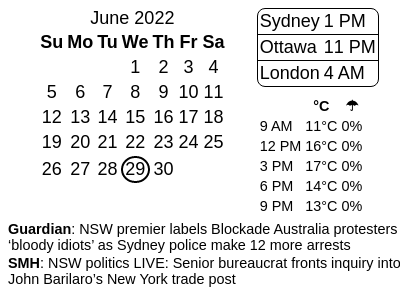 June 2022
Su Mo Tu We Th Fr Sa
1 2 3 4
5 6 7 8 9 10 11
12 13 14 15 16 17 18
19 20 21 22 23 24 25
26 27 28 29 30
Sydney 1 PM
Ottawa 11 PM
London 4 AM
°C ☂
9 AM 11°C 0%
12 PM 16°C 0%
3 PM 17°C 0%
6 PM 14°C 0%
9 PM 13°C 0%
Guardian: NSW premier labels Blockade Australia protesters
‘bloody idiots’ as Sydney police make 12 more arrests
SMH: NSW politics LIVE: Senior bureaucrat fronts inquiry into
John Barilaro’s New York trade post